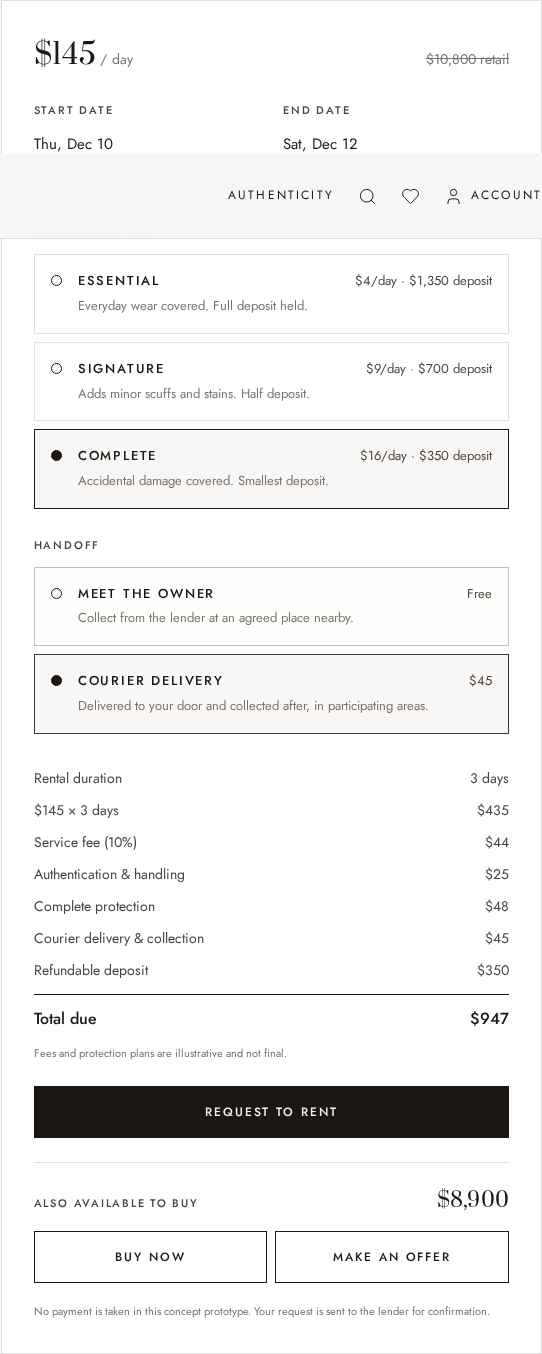 $145 / day $10,800 retail
START DATE END DATE
Thu, Dec 10 Sat, Dec 12
AUTHENTICITY ACCOUNT
ESSENTIAL $4/day · $1,350 deposit
Everyday wear covered. Full deposit held.
SIGNATURE $9/day · $700 deposit
Adds minor scuffs and stains. Half deposit.
COMPLETE $16/day · $350 deposit
Accidental damage covered. Smallest deposit.
HANDOFF
MEET THE OWNER Free
Collect from the lender at an agreed place nearby.
COURIER DELIVERY $45
Delivered to your door and collected after, in participating areas.
Rental duration 3 days
$145 × 3 days $435
Service fee (10%) $44
Authentication & handling $25
Complete protection $48
Courier delivery & collection $45
Refundable deposit $350
Total due $947
Fees and protection plans are illustrative and not final.
REQUEST TO RENT
ALSO AVAILABLE TO BUY $8,900
BUY NOW MAKE AN OFFER
No payment is taken in this concept prototype. Your request is sent to the lender for confirmation.